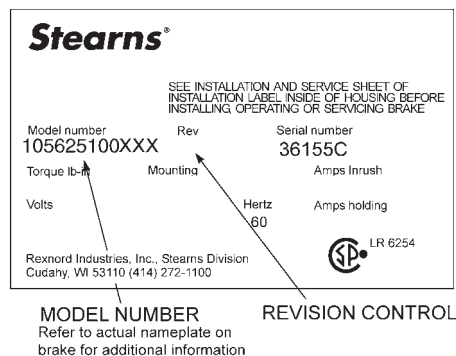 Stearns®
SEE INSTALLATION AND SERVICE SHEET OF
INSTALLATION LABEL INSIDE OF HOUSING BEFORE
INSTALLING, OPERATING OR SERVICING BRAKE
Model number Rev Serial number
105625100XXX 36155C
Torque lb-in Mounting Amps Inrush
Volts Hertz Amps holding
60
SP LR 6254
Rexnord Industries, Inc., Stearns Division
Cudahy, WI 53110 (414) 272-1100
MODEL NUMBER REVISION CONTROL
Refer to actual nameplate on
brake for additional information